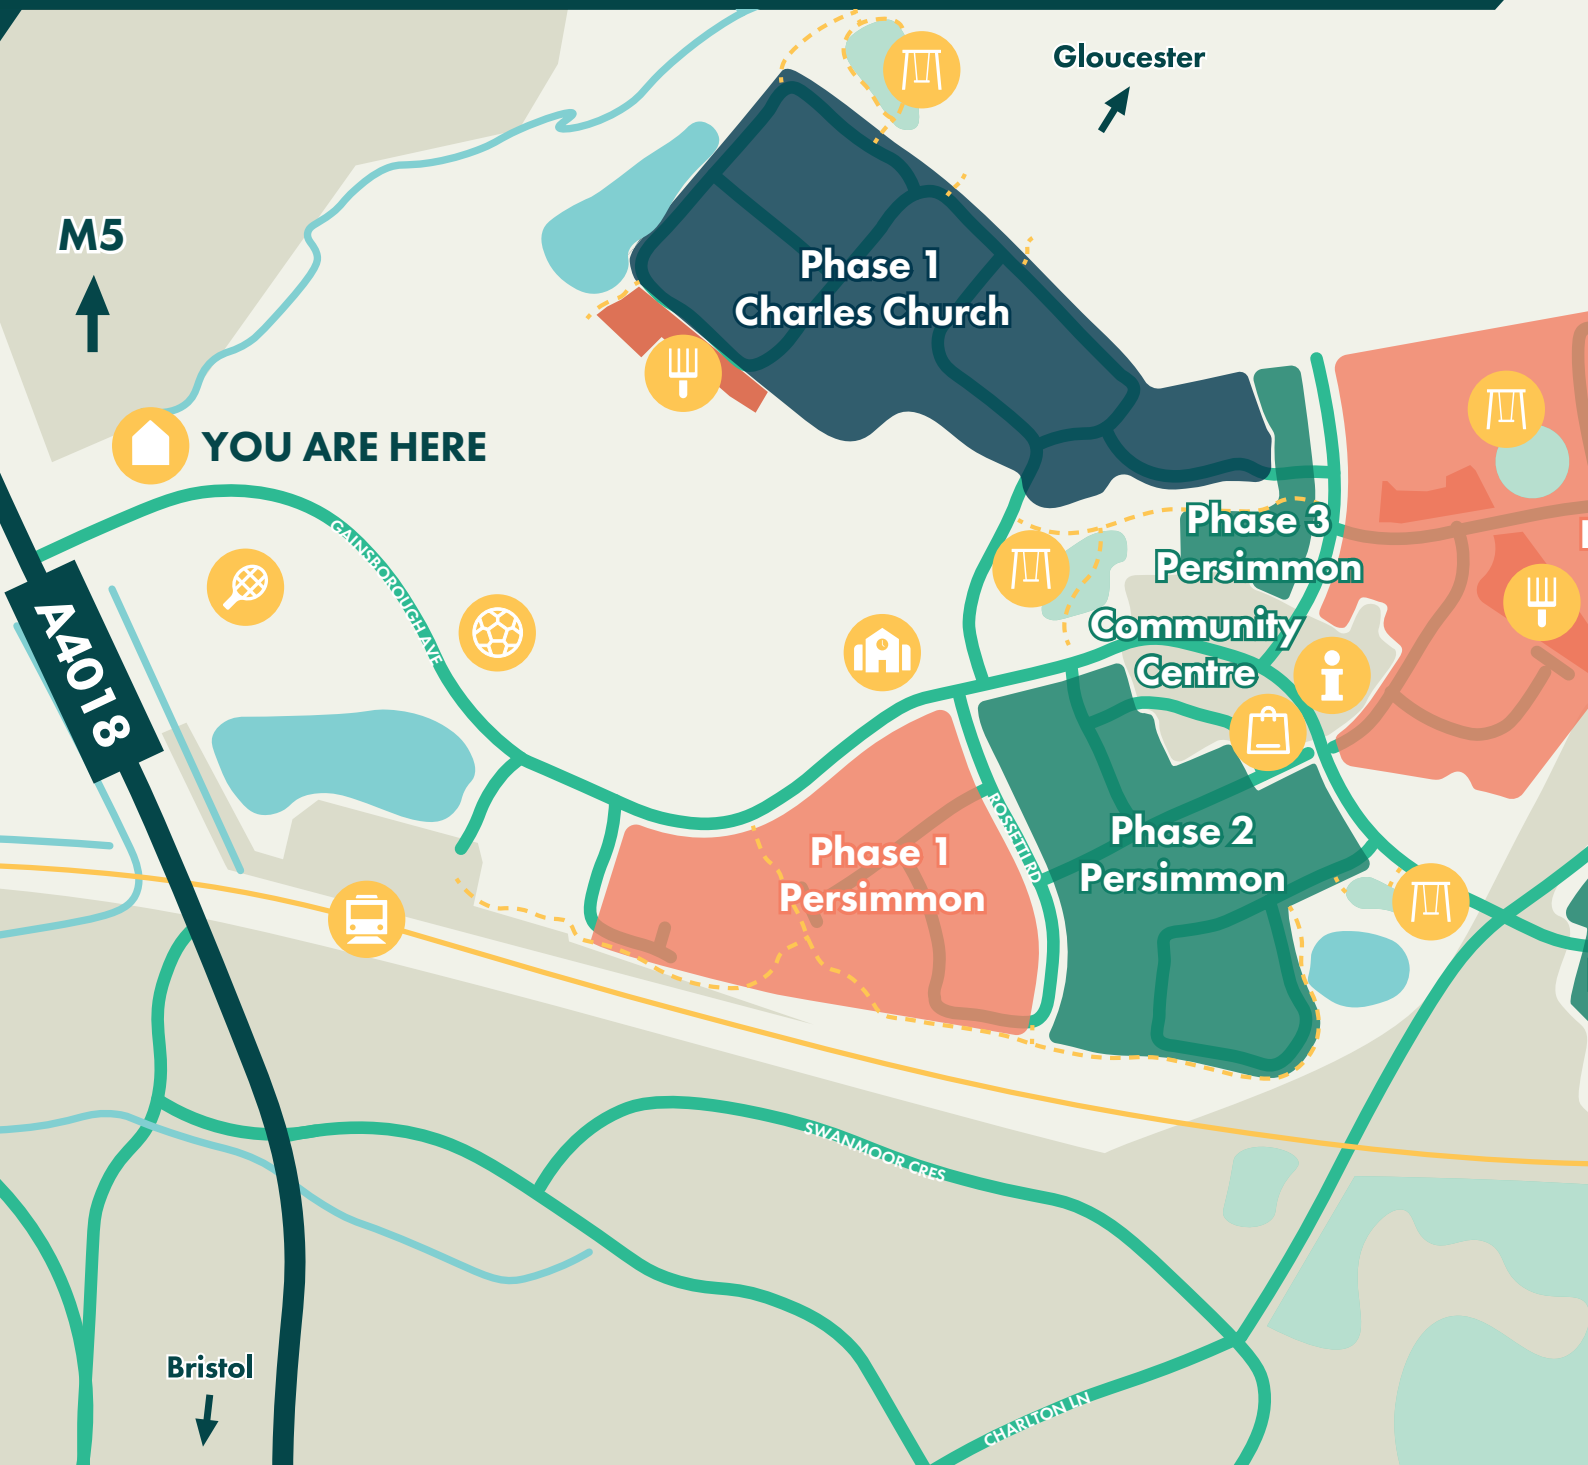 Gloucester
M5
Phase 1
Charles Church
YOU ARE HERE
GAINSBOROUGH AVE
A4018
Phase 3
Persimmon
Community
Centre
ROSSETTI RD
Phase 1
Persimmon
Phase 2
Persimmon
SWANMOOR CRES
Bristol
CHARLTON LN